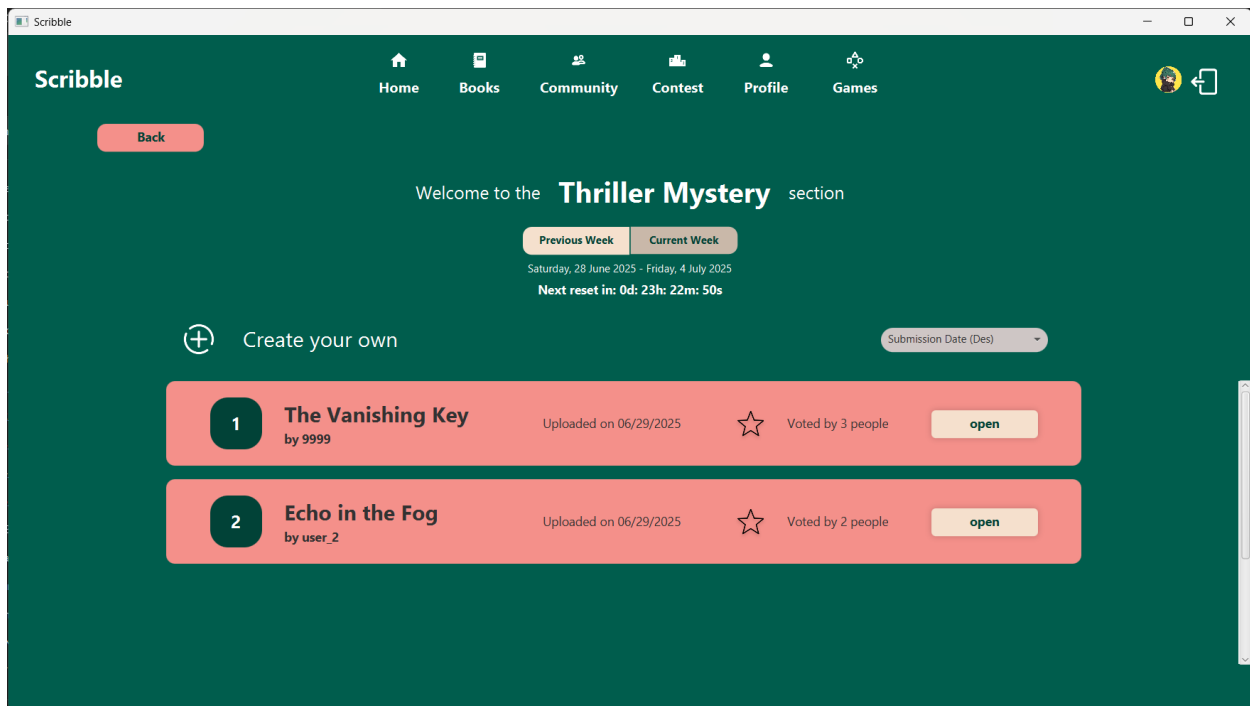 Scribble
Scribble
Home
Books
Community
Contest
Profile
Games
Back
Welcome to the Thriller Mystery section
Previous Week
Current Week
Saturday, 28 June 2025 - Friday, 4 July 2025
Next reset in: 0d: 23h: 22m: 50s
Create your own
Submission Date (Des)
1
The Vanishing Key
by 9999
Uploaded on 06/29/2025
Voted by 3 people
open
2
Echo in the Fog
by user_2
Uploaded on 06/29/2025
Voted by 2 people
open